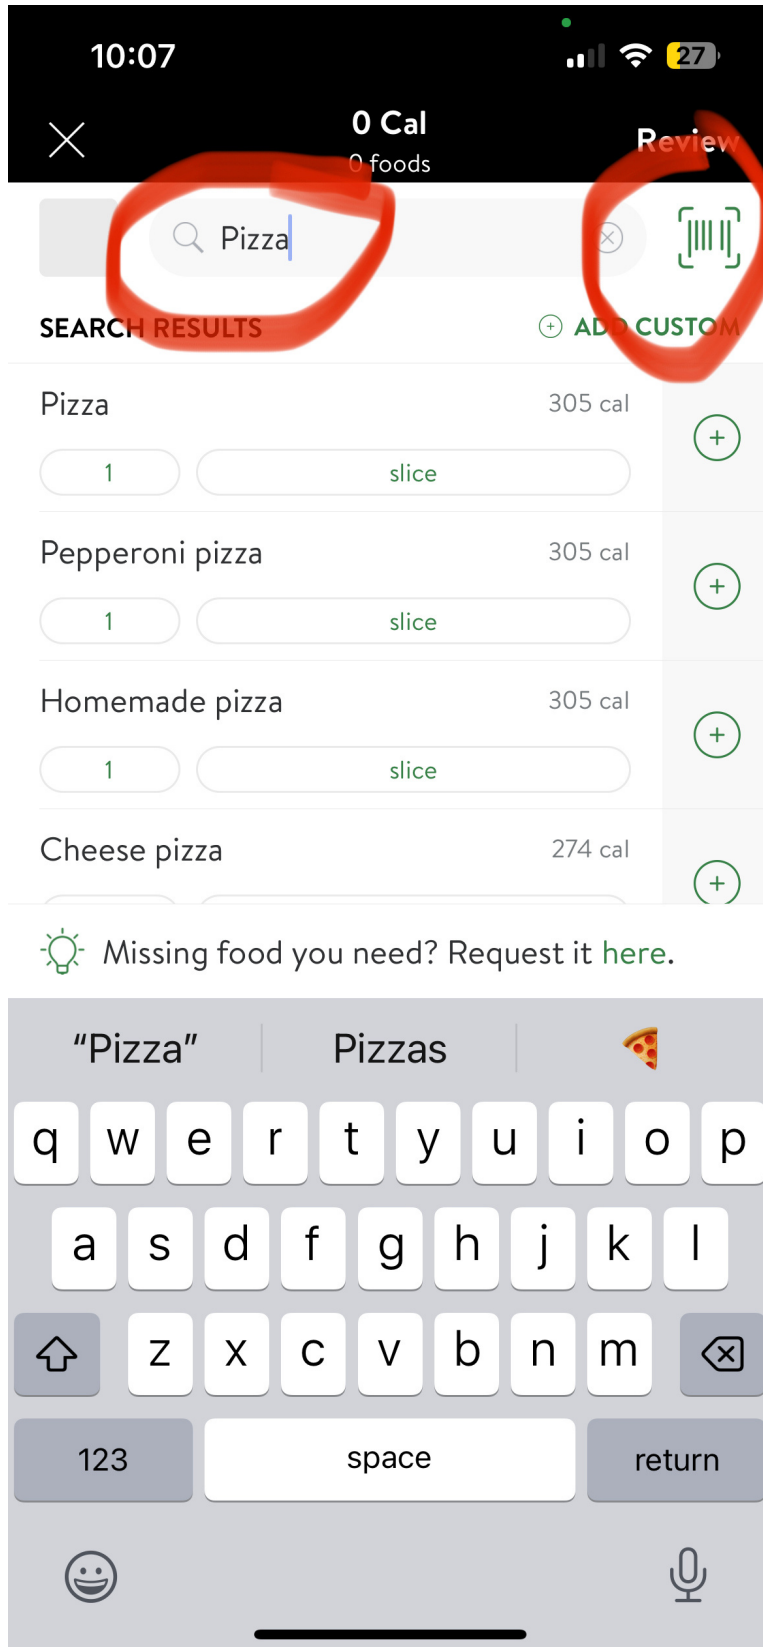 10:07
27
0 Cal
Review
0 foods
Pizza
SEARCH RESULTS
ADD CUSTOM
Pizza
305 cal
1
slice
Pepperoni pizza
305 cal
1
slice
Homemade pizza
305 cal
1
slice
Cheese pizza
274 cal
Missing food you need? Request it here.
“Pizza”
Pizzas
q w e r t y u i o p
a s d f g h j k l
z x c v b n m
123
space
return